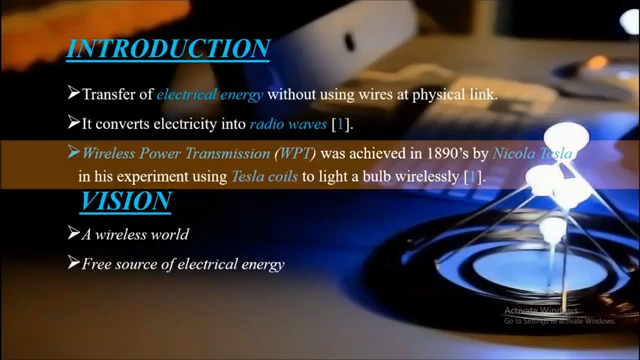 INTRODUCTION
➢Transfer of electrical energy without using wires at physical link.
➢It converts electricity into radio waves [1].
➢Wireless Power Transmission (WPT) was achieved in 1890’s by Nicola Tesla
in his experiment using Tesla coils to light a bulb wirelessly [1].
VISION
➢A wireless world
➢Free source of electrical energy
Activate Windows
Go to Settings to activate Windows.